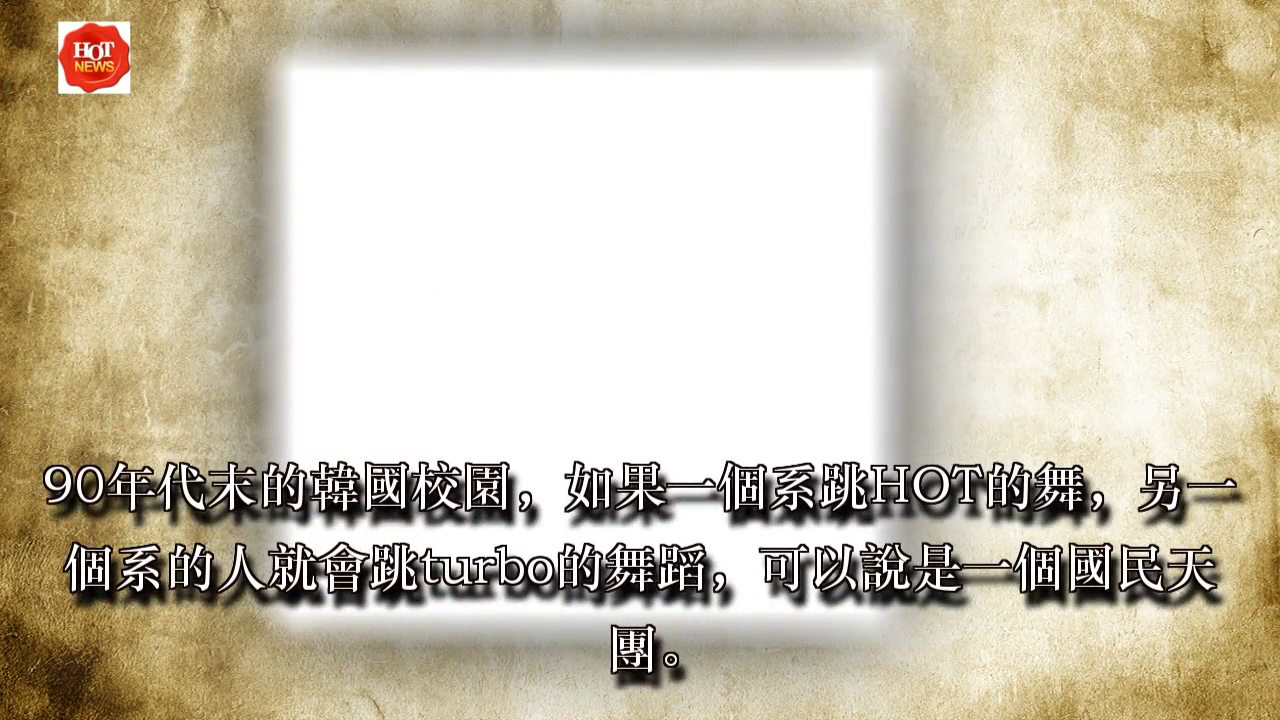 HOT
NEWS
90年代末的韓國校園，如果一個系跳HOT的舞，另一
個系的人就會跳turbo的舞蹈，可以說是一個國民天
團。